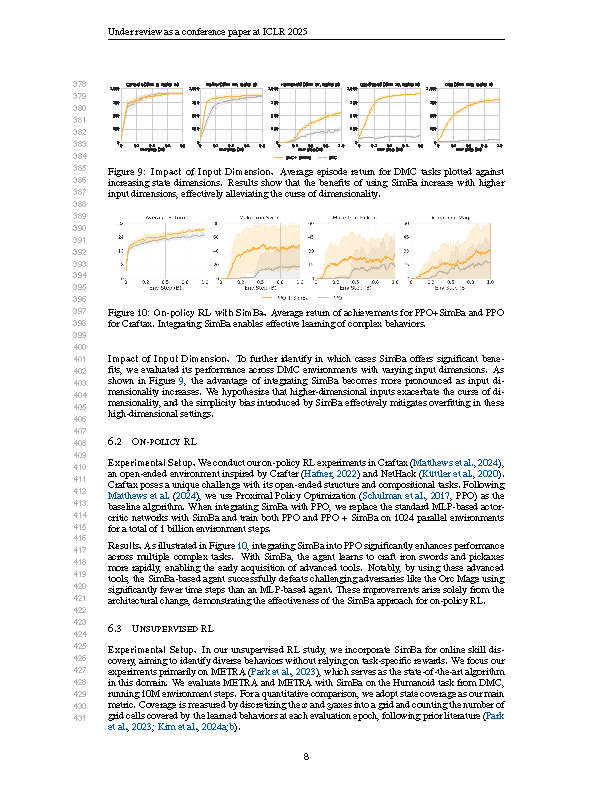 Under review as a conference paper at ICLR 2025
378
379
380
381
382
383
384
385 Figure 9: Impact of Input Dimension. Average episode return for DMC tasks plotted against
386 increasing state dimensions. Results show that the benefits of using SimBa increase with higher
387 input dimensions, effectively alleviating the curse of dimensionality.
388
389
390
391
392
393
394 Env Step (B) Env Step (B) Env Step (B) Env Step (B)
395 PPO + SimBa PPO
396
397 Figure 10: On-policy RL with SimBa. Average return of achievements for PPO+SimBa and PPO
398 for Craftax. Integrating SimBa enables effective learning of complex behaviors.
399
400
401 Impact of Input Dimension. To further identify in which cases SimBa offers significant bene-
402 fits, we evaluated its performance across DMC environments with varying input dimensions. As
403 shown in Figure 9, the advantage of integrating SimBa becomes more pronounced as input di-
404 mensionality increases. We hypothesize that higher-dimensional inputs exacerbate the curse of di-
405 mensionality, and the simplicity bias introduced by SimBa effectively mitigates overfitting in these
406 high-dimensional settings.
407
408 6.2 On-policy RL
409
410 Experimental Setup. We conduct our on-policy RL experiments in Craftax (Matthews et al., 2024),
411 an open-ended environment inspired by Crafter (Hafner, 2022) and NetHack (Küttler et al., 2020).
412 Craftax poses a unique challenge with its open-ended structure and compositional tasks. Following
413 Matthews et al. (2024), we use Proximal Policy Optimization (Schulman et al., 2017, PPO) as the
414 baseline algorithm. When integrating SimBa with PPO, we replace the standard MLP-based actor-
415 critic networks with SimBa and train both PPO and PPO + SimBa on 1024 parallel environments
416 for a total of 1 billion environment steps.
417 Results. As illustrated in Figure 10, integrating SimBa into PPO significantly enhances performance
418 across multiple complex tasks. With SimBa, the agent learns to craft iron swords and pickaxes
419 more rapidly, enabling the early acquisition of advanced tools. Notably, by using these advanced
420 tools, the SimBa-based agent successfully defeats challenging adversaries like the Orc Mage using
421 significantly fewer time steps than an MLP-based agent. These improvements arise solely from the
422 architectural change, demonstrating the effectiveness of the SimBa approach for on-policy RL.
423
424 6.3 Unsupervised RL
425 Experimental Setup. In our unsupervised RL study, we incorporate SimBa for online skill dis-
426 covery, aiming to identify diverse behaviors without relying on task-specific rewards. We focus our
427 experiments primarily on METRA (Park et al., 2023), which serves as the state-of-the-art algorithm
428 in this domain. We evaluate METRA and METRA with SimBa on the Humanoid task from DMC,
429 running 10M environment steps. For a quantitative comparison, we adopt state coverage as our main
430 metric. Coverage is measured by discretizing the x and y axes into a grid and counting the number of
431 grid cells covered by the learned behaviors at each evaluation epoch, following prior literature (Park
et al., 2023; Kim et al., 2024a;b).
8